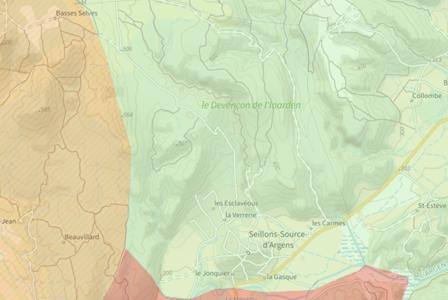 Basses Selves
le Devençon de l'Inarden
Collombe
les Esclavéous
la Verrerie
St-Estève
Jean
les Carmes
Seillons-Source-
d'Argens
Beauvillard
le Jonquier
la Gasque